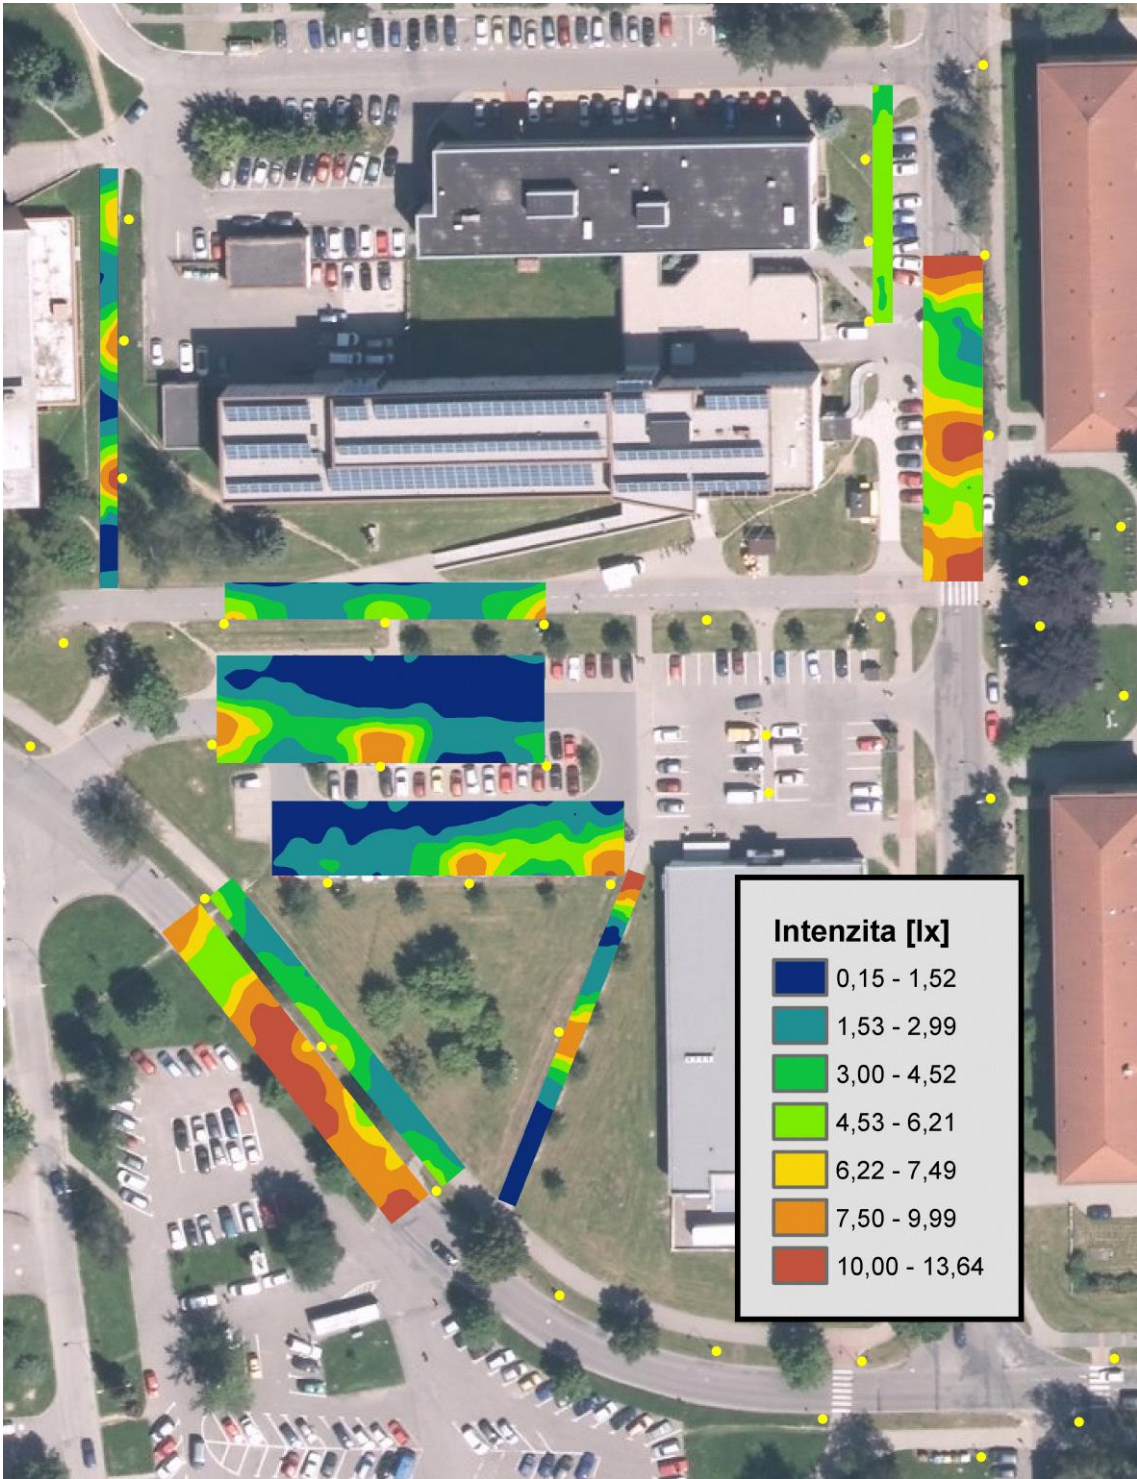 Intenzita [lx]
0,15 - 1,52
1,53 - 2,99
3,00 - 4,52
4,53 - 6,21
6,22 - 7,49
7,50 - 9,99
10,00 - 13,64